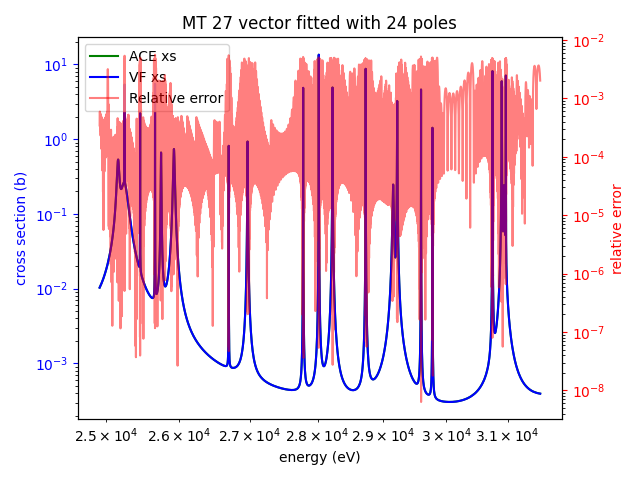 MT 27 vector fitted with 24 poles
ACE xs
VF xs
Relative error
cross section (b)
10¹
10⁰
10⁻¹
10⁻²
10⁻³
relative error
10⁻²
10⁻³
10⁻⁴
10⁻⁵
10⁻⁶
10⁻⁷
10⁻⁸
2.5 × 10⁴ 2.6 × 10⁴ 2.7 × 10⁴ 2.8 × 10⁴ 2.9 × 10⁴ 3 × 10⁴ 3.1 × 10⁴
energy (eV)